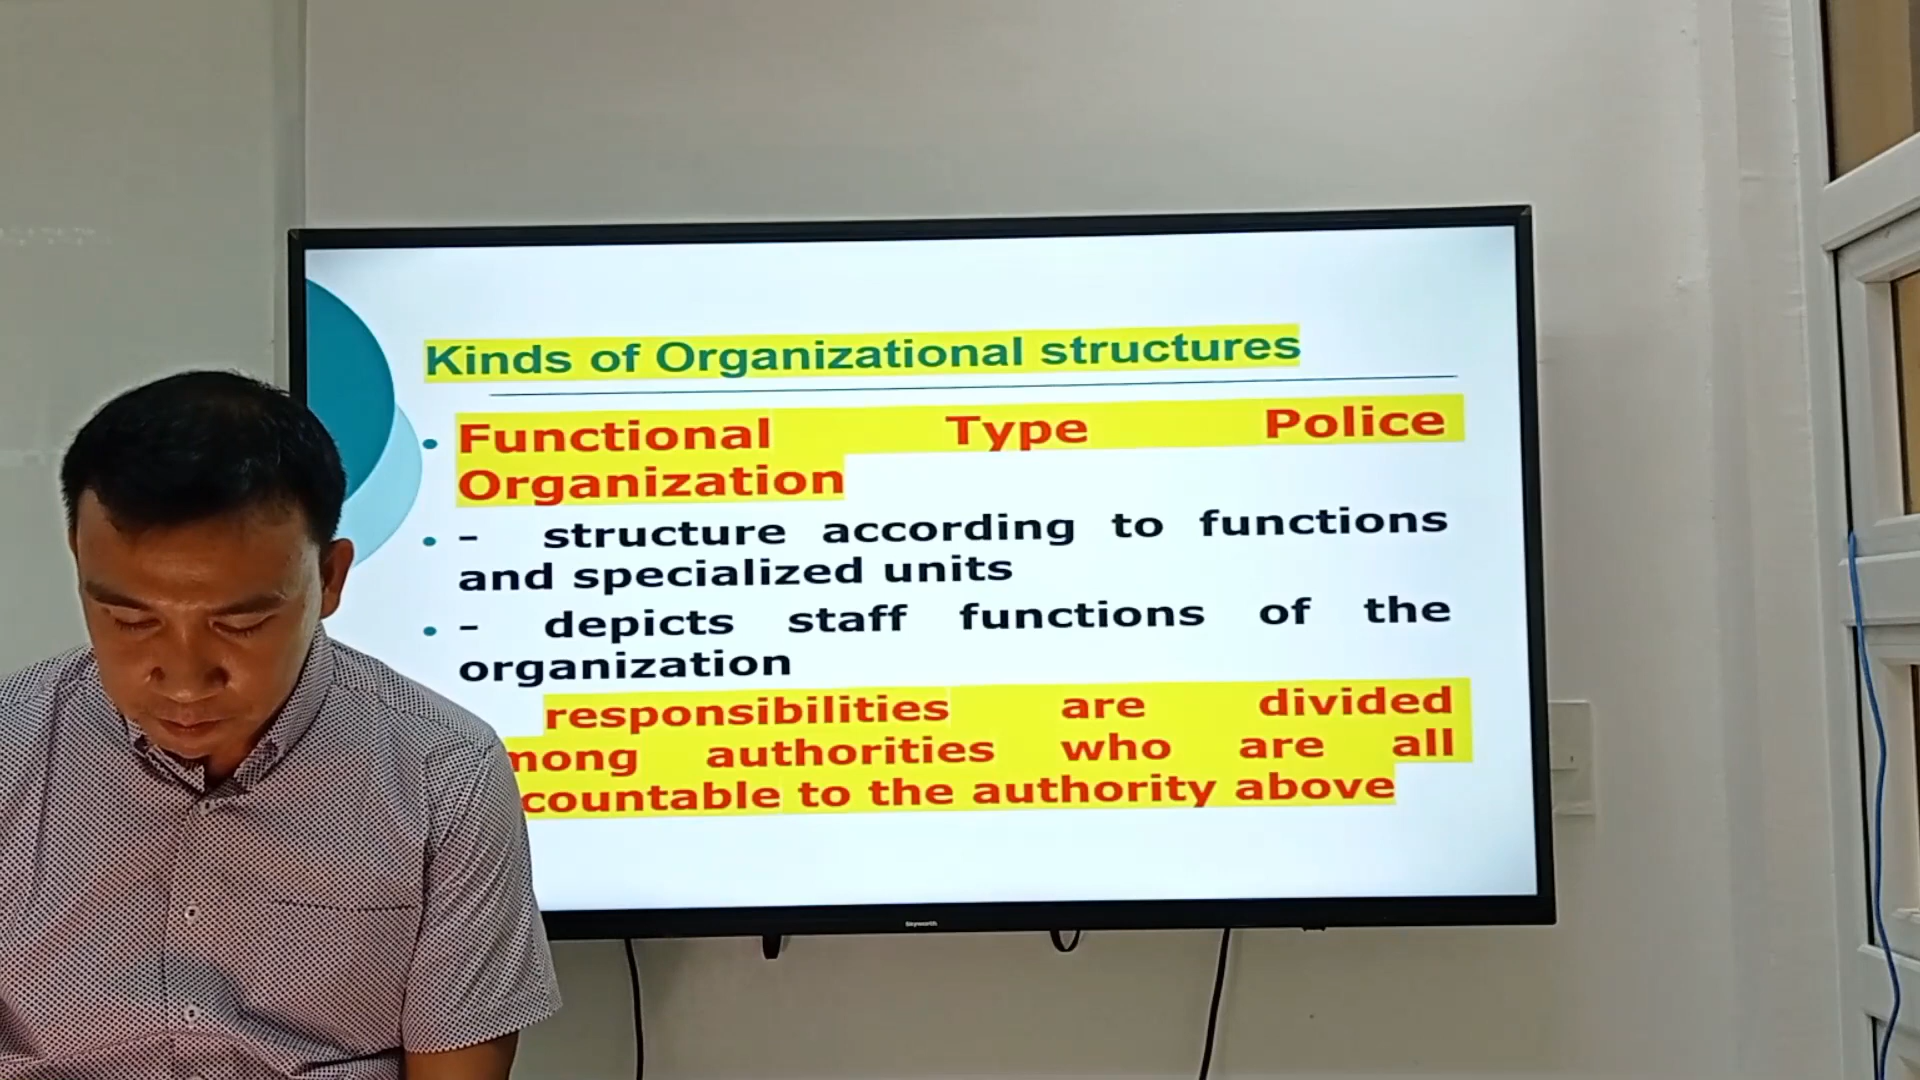 Kinds of Organizational structures
• Functional Type Police
Organization
• – structure according to functions
and specialized units
• – depicts staff functions of the
organization
responsibilities are divided
authorities who are all
to the authority above
Skyworth